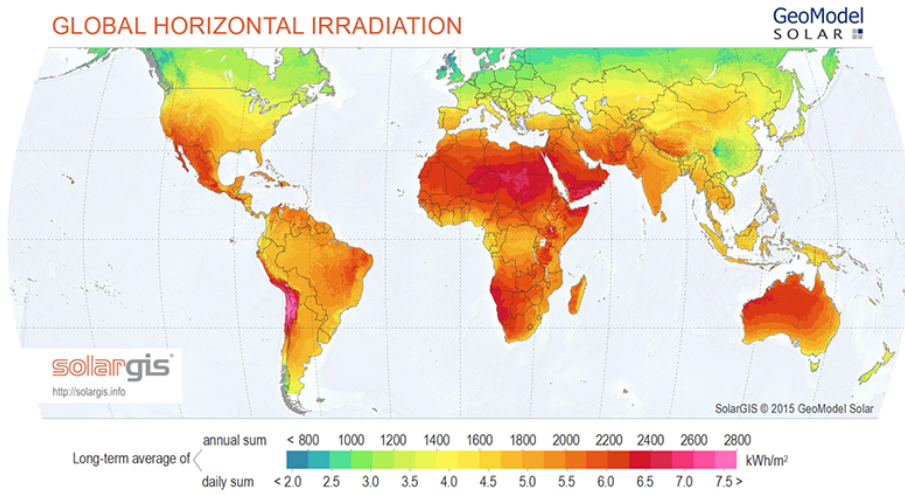 GLOBAL HORIZONTAL IRRADIATION
GeoModel
SOLAR
solargis
http://solargis.info
SolarGIS © 2015 GeoModel Solar
annual sum < 800 1000 1200 1400 1600 1800 2000 2200 2400 2600 2800
Long-term average of kWh/m²
daily sum < 2.0 2.5 3.0 3.5 4.0 4.5 5.0 5.5 6.0 6.5 7.0 7.5 >